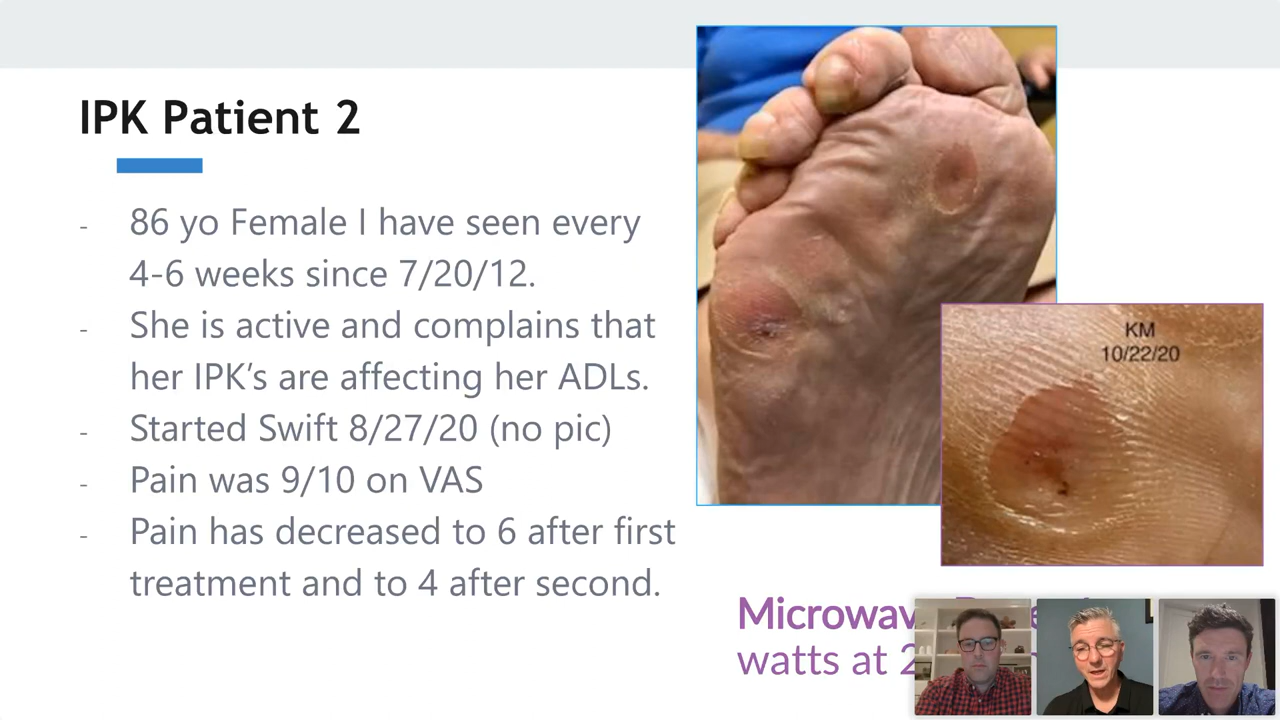 IPK Patient 2
- 86 yo Female I have seen every
4-6 weeks since 7/20/12.
- She is active and complains that
her IPK's are affecting her ADLs.
- Started Swift 8/27/20 (no pic)
- Pain was 9/10 on VAS
- Pain has decreased to 6 after first
treatment and to 4 after second.
KM
10/22/20
watts at 2